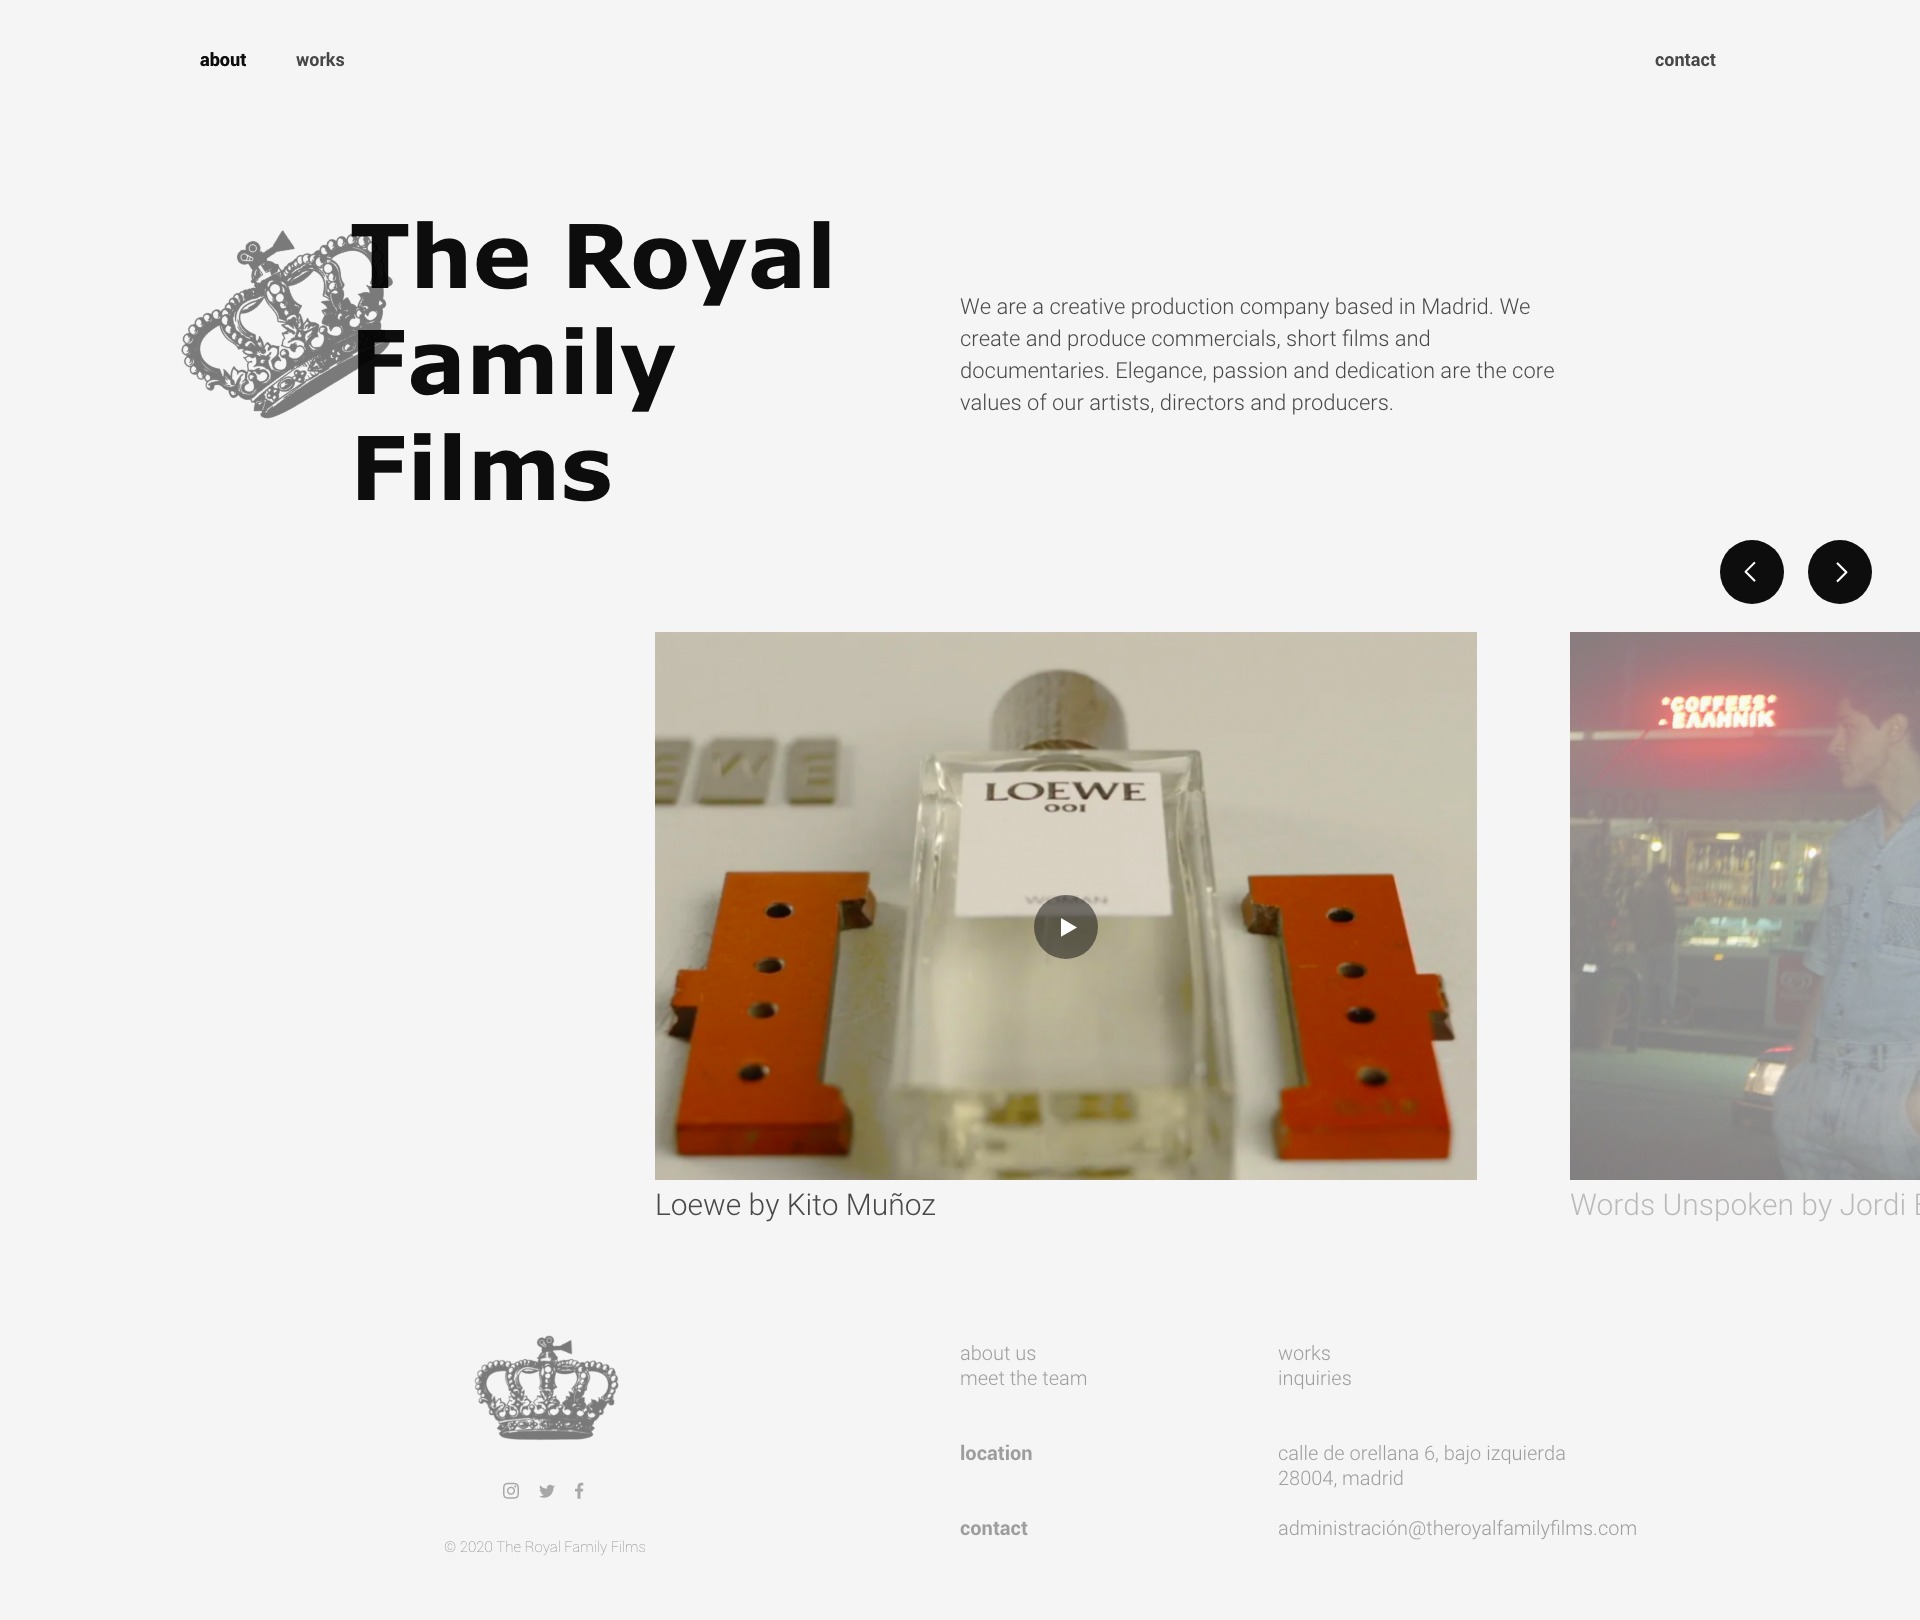 about
works
contact
The Royal
Family
Films
We are a creative production company based in Madrid. We
create and produce commercials, short films and
documentaries. Elegance, passion and dedication are the core
values of our artists, directors and producers.
EWE
LOEWE
001
WOMAN
"COFFEES"
- ΕΛΛΗΝΙΚ
Loewe by Kito Muñoz
Words Unspoken by Jordi
about us
meet the team
works
inquiries
location
calle de orellana 6, bajo izquierda
28004, madrid
contact
administración@theroyalfamilyfilms.com
© 2020 The Royal Family Films